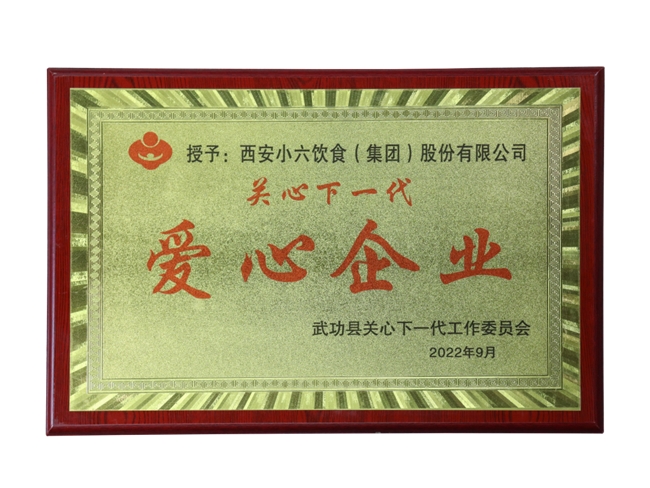 授予：西安小六饮食（集团）股份有限公司
关心下一代
爱心企业
武功县关心下一代工作委员会
2022年9月